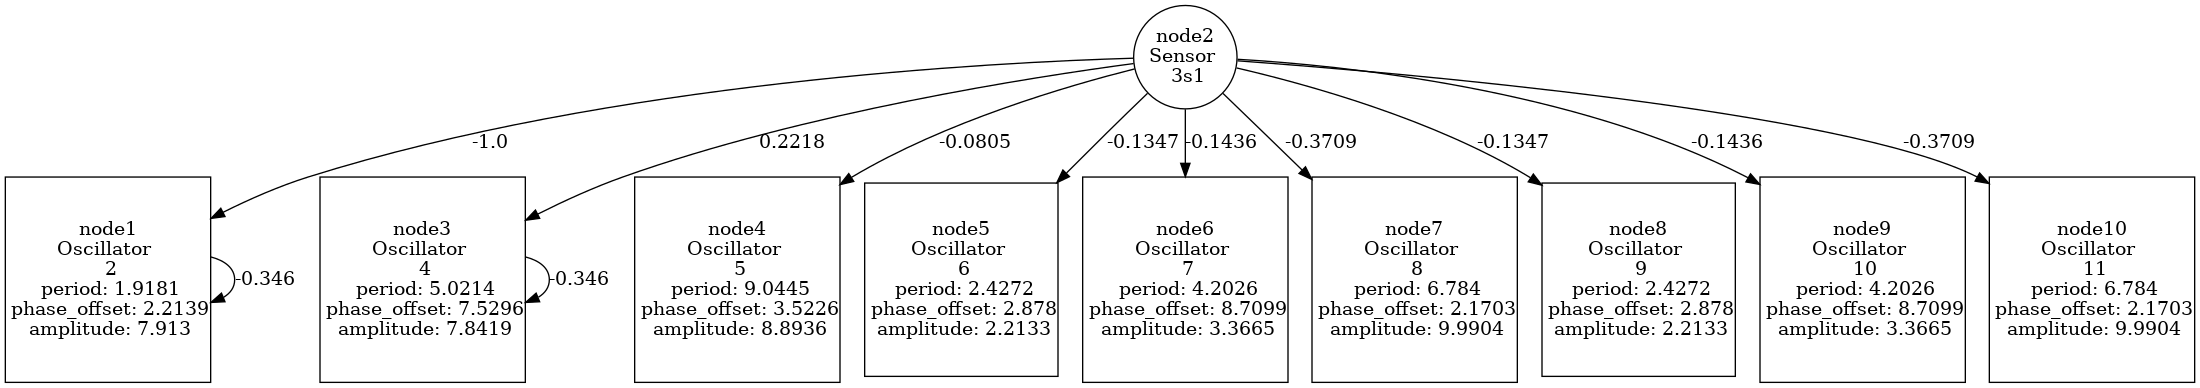 node2
Sensor
3s1
-1.0
0.2218
-0.0805
-0.1347
-0.1436
-0.3709
-0.1347
-0.1436
-0.3709
node1
Oscillator
2
period: 1.9181
phase_offset: 2.2139
amplitude: 7.913
-0.346
node3
Oscillator
4
period: 5.0214
phase_offset: 7.5296
amplitude: 7.8419
-0.346
node4
Oscillator
5
period: 9.0445
phase_offset: 3.5226
amplitude: 8.8936
node5
Oscillator
6
period: 2.4272
phase_offset: 2.878
amplitude: 2.2133
node6
Oscillator
7
period: 4.2026
phase_offset: 8.7099
amplitude: 3.3665
node7
Oscillator
8
period: 6.784
phase_offset: 2.1703
amplitude: 9.9904
node8
Oscillator
9
period: 2.4272
phase_offset: 2.878
amplitude: 2.2133
node9
Oscillator
10
period: 4.2026
phase_offset: 8.7099
amplitude: 3.3665
node10
Oscillator
11
period: 6.784
phase_offset: 2.1703
amplitude: 9.9904